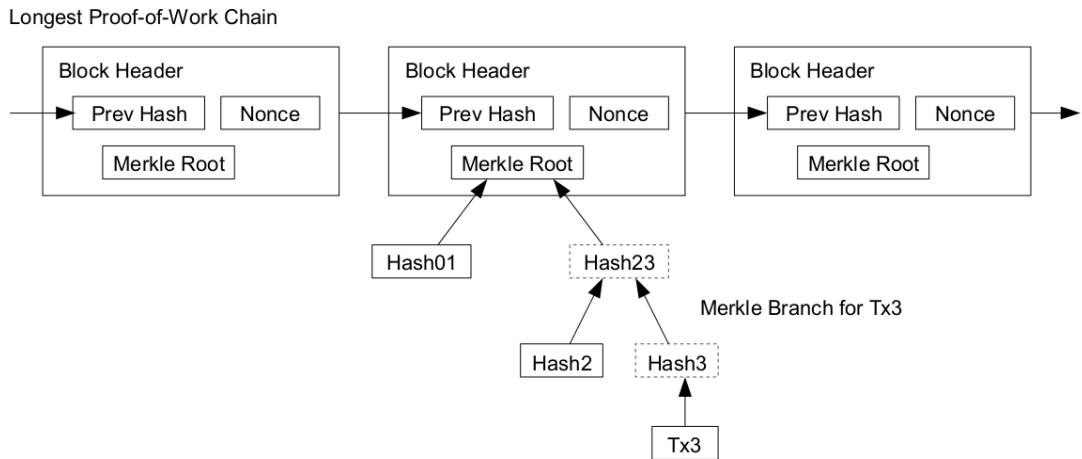 Longest Proof-of-Work Chain
Block Header
Prev Hash
Nonce
Merkle Root
Block Header
Prev Hash
Nonce
Merkle Root
Block Header
Prev Hash
Nonce
Merkle Root
Hash01
Hash23
Merkle Branch for Tx3
Hash2
Hash3
Tx3